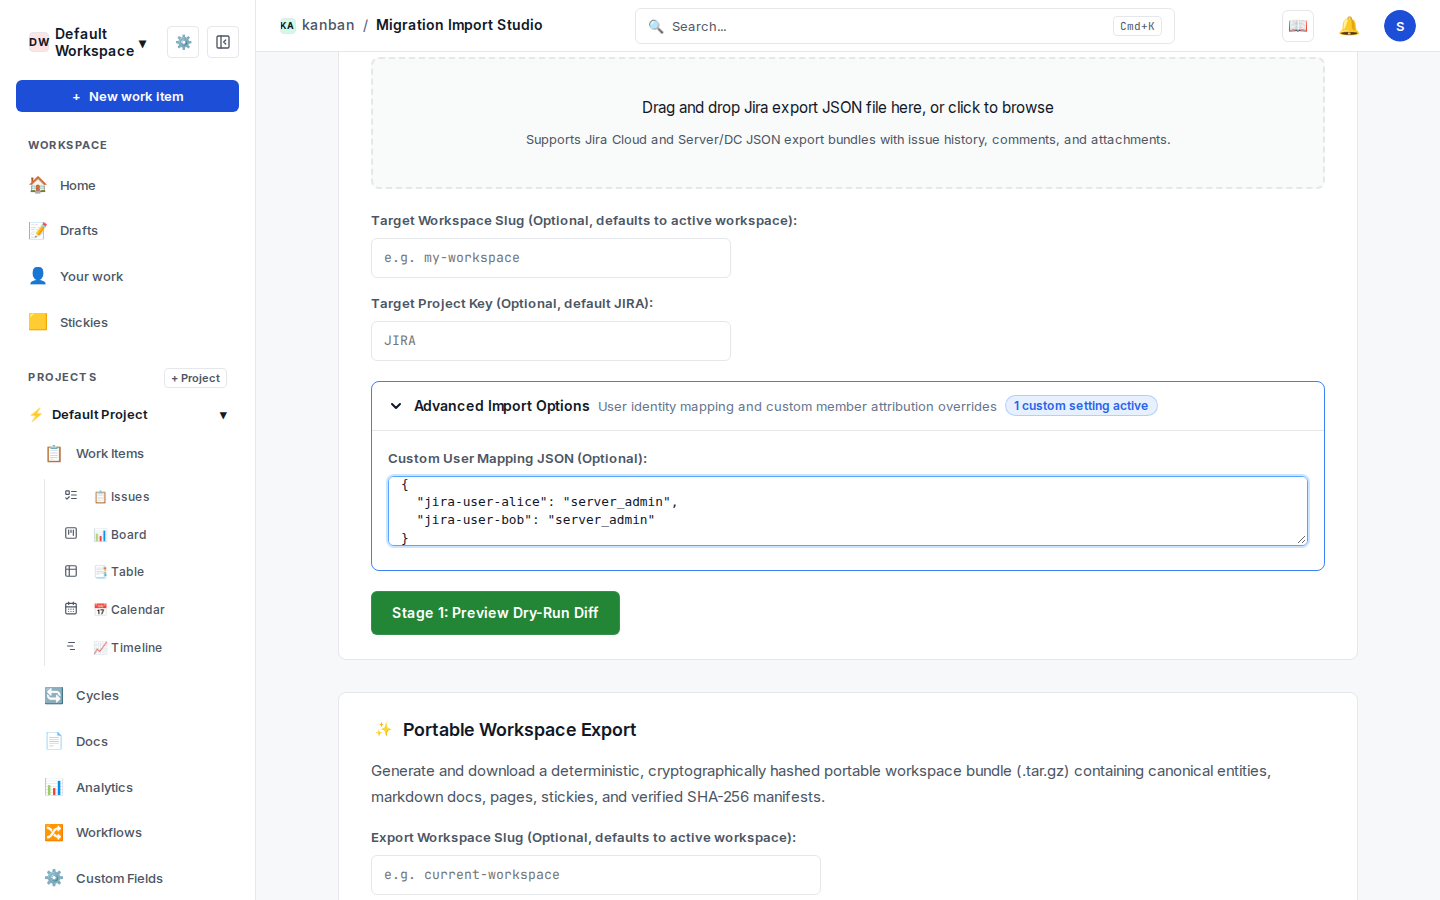 DW
Default
Workspace ▾
+ New work item
WORKSPACE
Home
Drafts
Your work
Stickies
PROJECTS
+ Project
Default Project ▾
Work Items
Issues
Board
Table
Calendar
Timeline
Cycles
Docs
Analytics
Workflows
Custom Fields
KA kanban / Migration Import Studio
Search...
Cmd+K
S
Drag and drop Jira export JSON file here, or click to browse
Supports Jira Cloud and Server/DC JSON export bundles with issue history, comments, and attachments.
Target Workspace Slug (Optional, defaults to active workspace):
e.g. my-workspace
Target Project Key (Optional, default JIRA):
JIRA
Advanced Import Options User identity mapping and custom member attribution overrides 1 custom setting active
Custom User Mapping JSON (Optional):
{
"jira-user-alice": "server_admin",
"jira-user-bob": "server_admin"
}
Stage 1: Preview Dry-Run Diff
Portable Workspace Export
Generate and download a deterministic, cryptographically hashed portable workspace bundle (.tar.gz) containing canonical entities,
markdown docs, pages, stickies, and verified SHA-256 manifests.
Export Workspace Slug (Optional, defaults to active workspace):
e.g. current-workspace